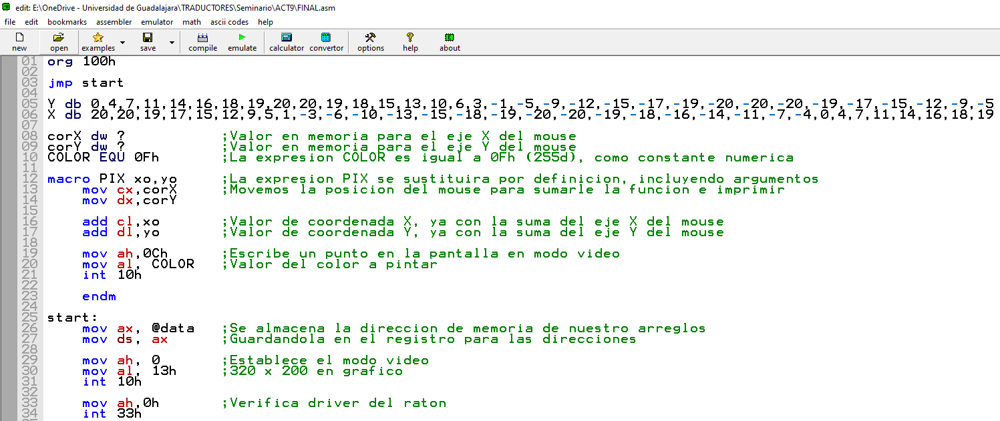 edit: E:\OneDrive - Universidad de Guadalajara\TRADUCTORES\Seminario\ACT9\FINAL.asm
file edit bookmarks assembler emulator math ascii codes help
new open examples save compile emulate calculator convertor options help about
01 org 100h
02
03 jmp start
04
05 Y db 0,4,7,11,14,16,18,19,20,20,19,18,15,13,10,6,3,-1,-5,-9,-12,-15,-17,-19,-20,-20,-20,-19,-17,-15,-12,-9,-5
06 X db 20,20,19,17,15,12,9,5,1,-3,-6,-10,-13,-15,-18,-19,-20,-20,-19,-18,-16,-14,-11,-7,-4,0,4,7,11,14,16,18,19
07
08 corX dw ? ;Valor en memoria para el eje X del mouse
09 corY dw ? ;Valor en memoria para el eje Y del mouse
10 COLOR EQU 0Fh ;La expresion COLOR es igual a 0Fh (255d), como constante numerica
11
12 macro PIX xo,yo ;La expresion PIX se sustituira por definicion, incluyendo argumentos
13 mov cx,corX ;Movemos la posicion del mouse para sumarle la funcion e imprimir
14 mov dx,corY
15
16 add cl,xo ;Valor de coordenada X, ya con la suma del eje X del mouse
17 add dl,yo ;Valor de coordenada Y, ya con la suma del eje Y del mouse
18
19 mov ah,0Ch ;Escribe un punto en la pantalla en modo video
20 mov al, COLOR ;Valor del color a pintar
21 int 10h
22
23 endm
24
25 start:
26 mov ax, @data ;Se almacena la direccion de memoria de nuestro arreglos
27 mov ds, ax ;Guardandola en el registro para las direcciones
28
29 mov ah, 0 ;Establece el modo video
30 mov al, 13h ;320 x 200 en grafico
31 int 10h
32
33 mov ah,0h ;Verifica driver del raton
34 int 33h